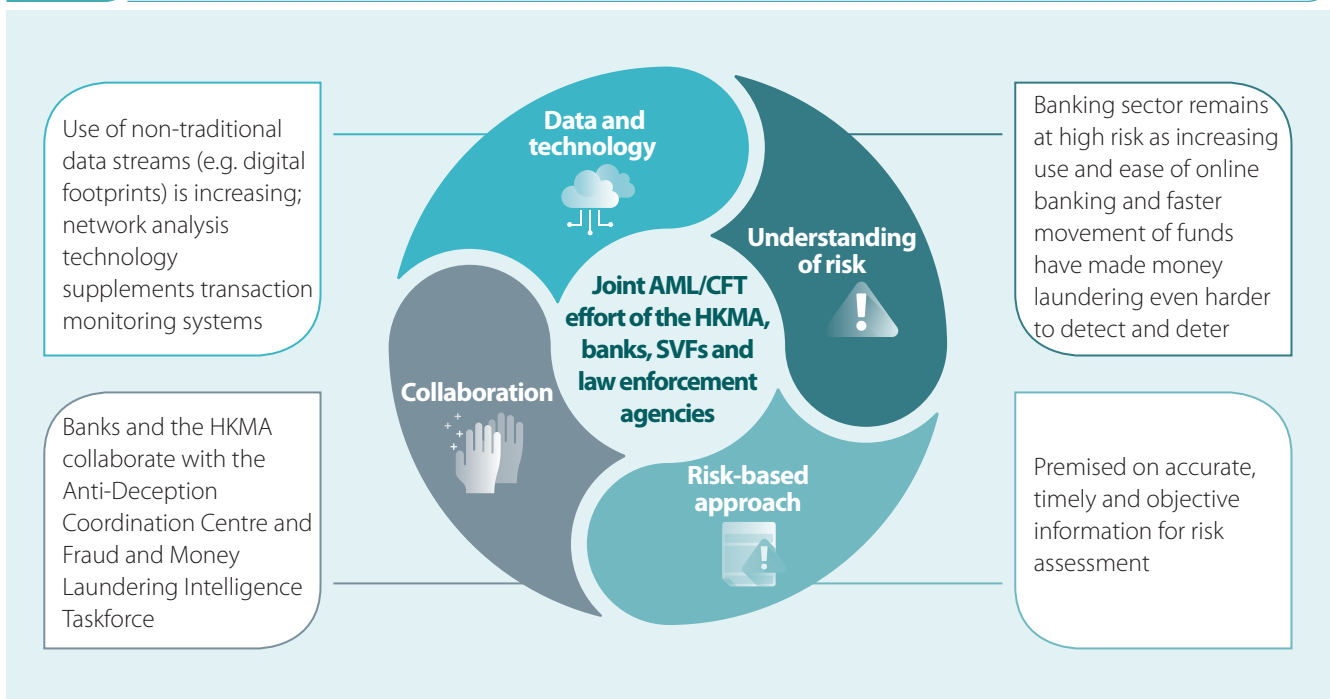 Data and
technology
Use of non-traditional
data streams (e.g. digital
footprints) is increasing;
network analysis
technology
supplements transaction
monitoring systems
Understanding
of risk
Banking sector remains
at high risk as increasing
use and ease of online
banking and faster
movement of funds
have made money
laundering even harder
to detect and deter
Joint AML/CFT
effort of the HKMA,
banks, SVFs and
law enforcement
agencies
Collaboration
Banks and the HKMA
collaborate with the
Anti-Deception
Coordination Centre and
Fraud and Money
Laundering Intelligence
Taskforce
Risk-based
approach
Premised on accurate,
timely and objective
information for risk
assessment